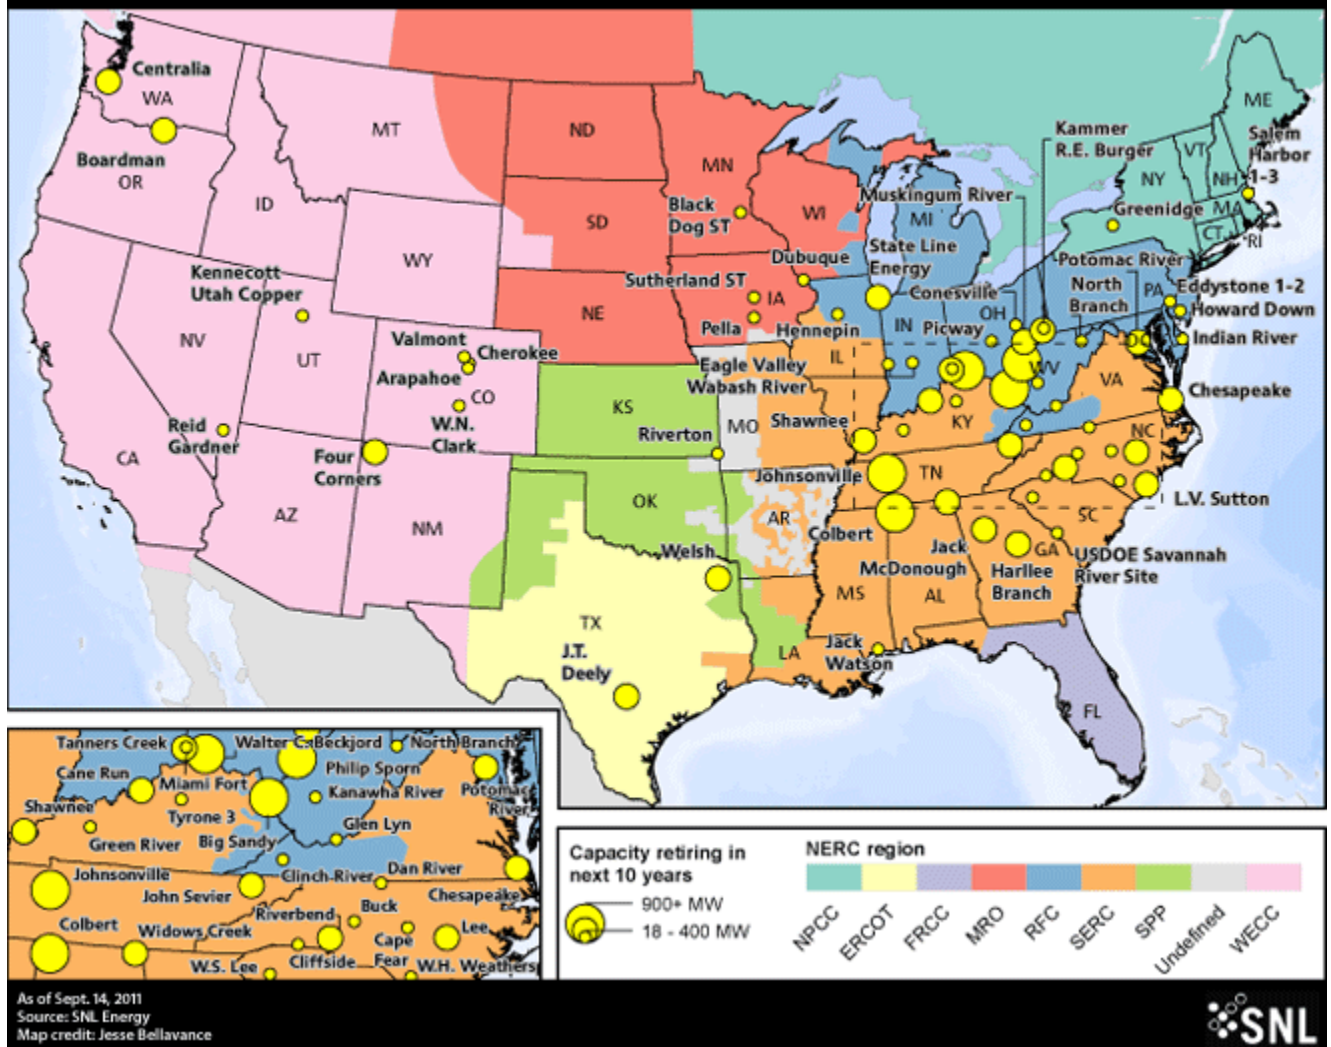 Centralia
WA
Boardman
OR
MT
ID
WY
Kennecott
Utah Copper
NV
UT
CA
Reid
Gardner
AZ
NM
Four
Corners
Valmont
Cherokee
Arapahoe
CO
W.N.
Clark
ND
SD
NE
KS
OK
TX
MN
Black
Dog ST
WI
Dubuque
Sutherland ST
IA
Pella
Hennepin
IL
MO
Riverton
AR
Welsh
J.T.
Deely
LA
MI
Muskingum River
State Line
Energy
Conesville
Picway
IN
OH
Eagle Valley
Wabash River
Shawnee
KY
WV
VA
Johnsonville
TN
NC
Colbert
Jack
McDonough
MS
AL
GA
SC
Harllee
Branch
Jack
Watson
USDOE Savannah
River Site
L.V. Sutton
FL
Kammer
R.E. Burger
ME
Salem
Harbor
1-3
VT
NH
NY
MA
CT
RI
Greenidge
Potomac River
North
Branch
PA
Eddystone 1-2
Howard Down
DE
Indian River
DC
Chesapeake
Tanners Creek
Walter C. Beckjord
North Branch
Cane Run
Miami Fort
Philip Sporn
Kanawha River
Potomac
River
Shawnee
Tyrone 3
Green River
Big Sandy
Glen Lyn
Johnsonville
John Sevier
Clinch River
Dan River
Chesapeake
Colbert
Widows Creek
Riverbend
Buck
Lee
Cape
Fear
W.S. Lee
Cliffside
W.H. Weathers
Capacity retiring in
next 10 years
900+ MW
18 - 400 MW
NERC region
NPCC
ERCOT
FRCC
MRO
RFC
SERC
SPP
Undefined
WECC
As of Sept. 14, 2011
Source: SNL Energy
Map credit: Jesse Bellavance
SNL